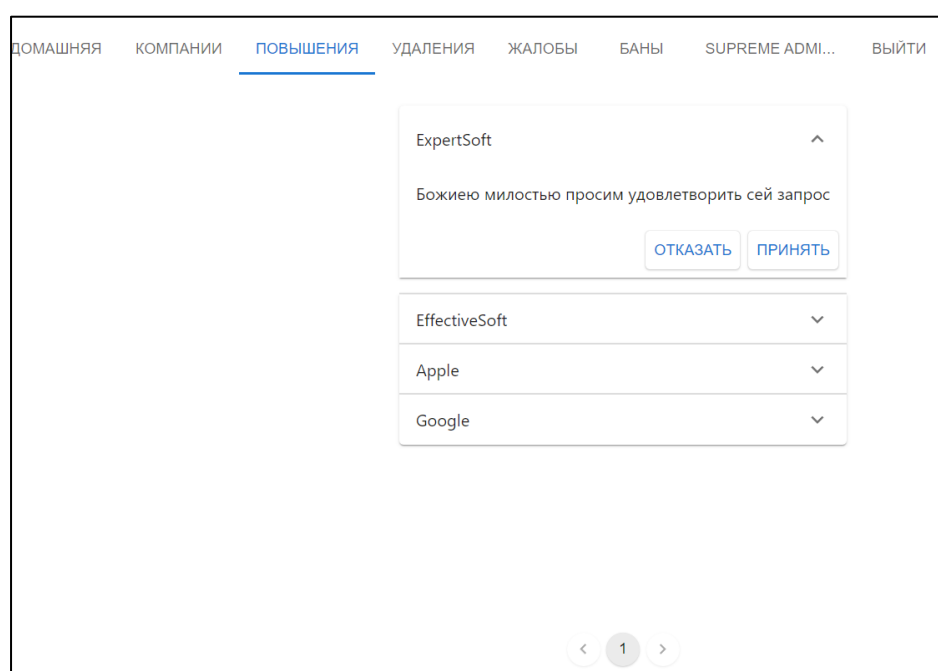 ДОМАШНЯЯ КОМПАНИИ ПОВЫШЕНИЯ УДАЛЕНИЯ ЖАЛОБЫ БАНЫ SUPREME ADMI... ВЫЙТИ
ExpertSoft
Божиею милостью просим удовлетворить сей запрос
ОТКАЗАТЬ ПРИНЯТЬ
EffectiveSoft
Apple
Google
1